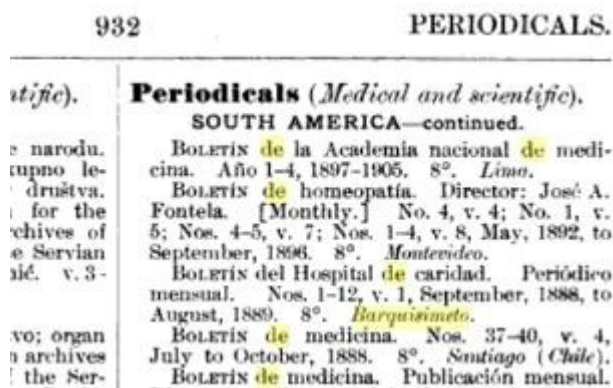 932 PERIODICALS.
ntific).
e narodu.
kupno le-
društva.
for the
rchives of
e Servian
nić. v. 3-
vo; organ
n archives
the Ser-
Periodicals (Medical and scientific).
SOUTH AMERICA—continued.
BOLETÍN de la Academia nacional de medi-
cina. Año 1-4, 1897-1905. 8°. Lima.
BOLETÍN de homeopatía. Director: José A.
Fontela. [Monthly.] No. 4, v. 4; No. 1, v.
5; Nos. 4-5, v. 7; Nos. 1-4, v. 8, May, 1892, to
September, 1896. 8°. Montevideo.
BOLETÍN del Hospital de caridad. Periódico
mensual. Nos. 1-12, v. 1, September, 1888, to
August, 1889. 8°. Barquisimeto.
BOLETÍN de medicina. Nos. 37-40, v. 4,
July to October, 1888. 8°. Santiago (Chile).
BOLETÍN de medicina. Publicación mensual